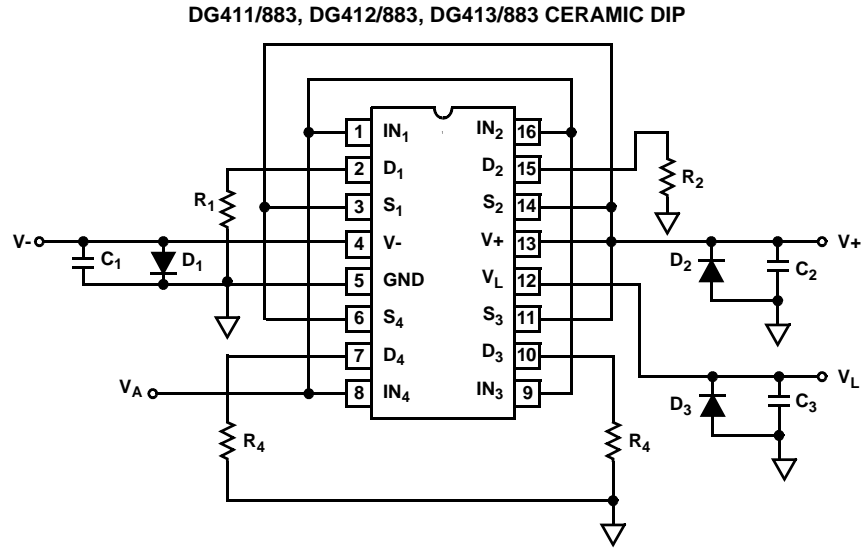 DG411/883, DG412/883, DG413/883 CERAMIC DIP
1 IN1 IN2 16
2 D1 D2 15
R1 R2
3 S1 S2 14
V- 4 V- V+ 13 V+
C1 D1 D2 C2
5 GND VL 12
6 S4 S3 11
7 D4 D3 10
VL
VA 8 IN4 IN3 9
D3 C3
R4 R4